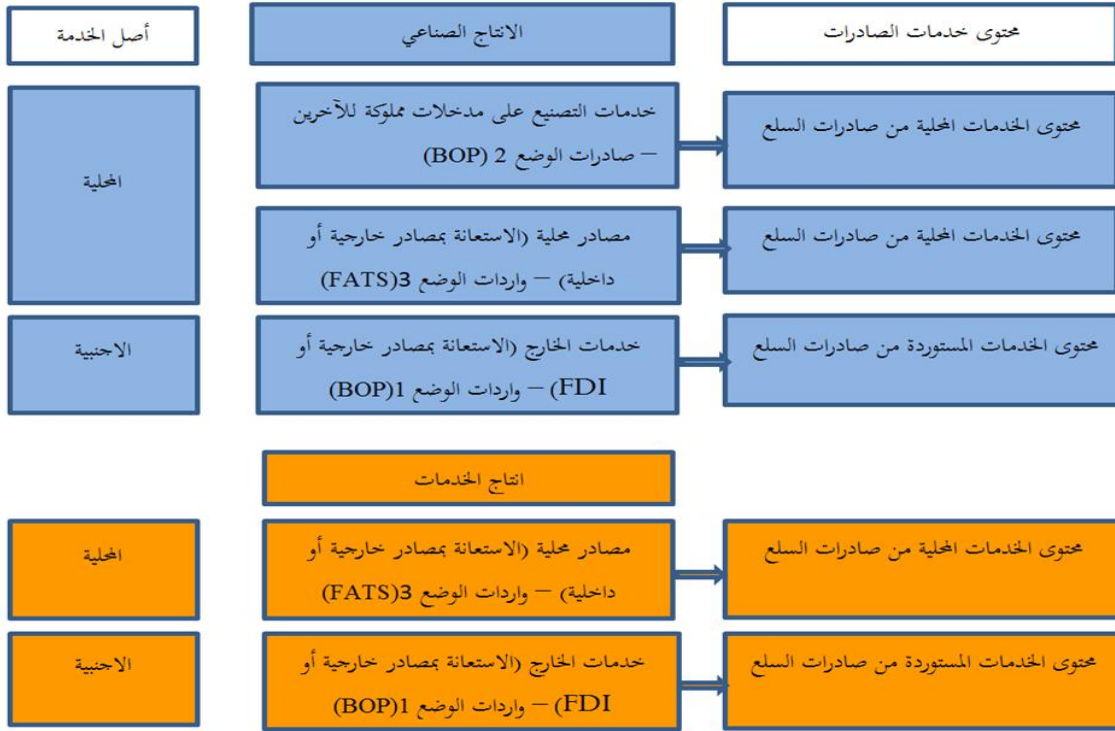 محتوى خدمات الصادرات
الانتاج الصناعي
أصل الخدمة
محتوى الخدمات المحلية من صادرات السلع
خدمات التصنيع على مدخلات مملوكة للآخرين
– صادرات الوضع 2 (BOP)
المحلية
محتوى الخدمات المحلية من صادرات السلع
مصادر محلية (الاستعانة بمصادر خارجية أو
داخلية) – واردات الوضع 3(FATS)
محتوى الخدمات المستوردة من صادرات السلع
خدمات الخارج (الاستعانة بمصادر خارجية أو
FDI) – واردات الوضع 1(BOP)
الاجنبية
انتاج الخدمات
محتوى الخدمات المحلية من صادرات السلع
مصادر محلية (الاستعانة بمصادر خارجية أو
داخلية) – واردات الوضع 3(FATS)
المحلية
محتوى الخدمات المستوردة من صادرات السلع
خدمات الخارج (الاستعانة بمصادر خارجية أو
FDI) – واردات الوضع 1(BOP)
الاجنبية